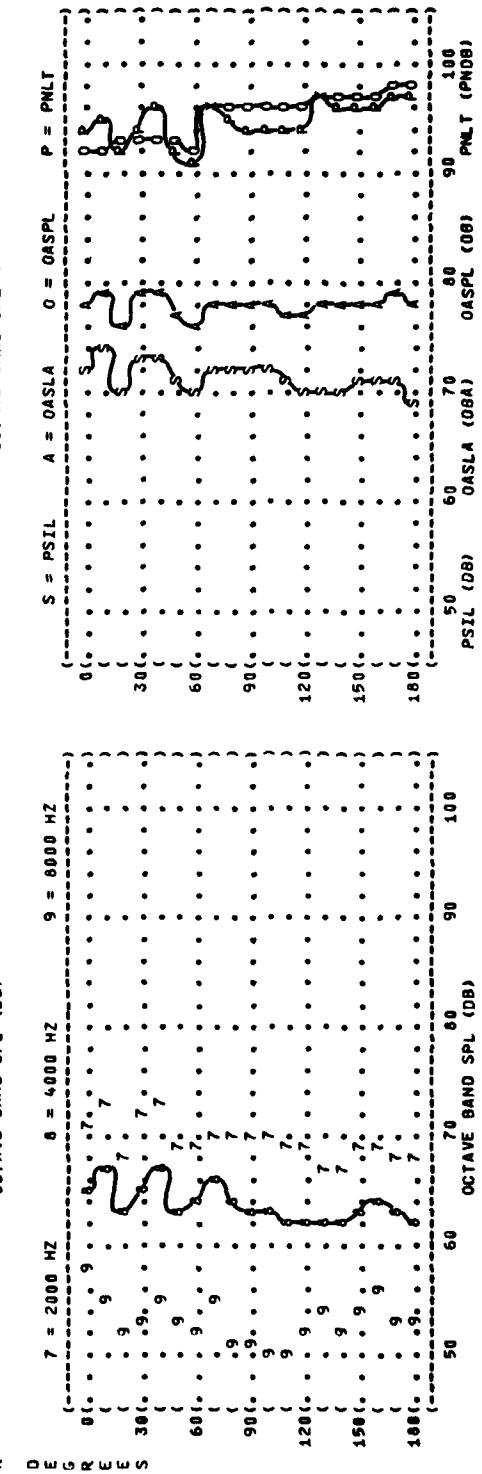 7 = 2000 HZ 8 = 4000 HZ 9 = 8000 HZ
D
E
G
R
E
E
S
0
30
60
90
120
150
180
50 60 70 80 90 100
OCTAVE BAND SPL (DB)
S = PSIL A = OASLA O = OASPL P = PNLT
0
30
60
90
120
150
180
50 60 70 80 90 100
PSIL (DB) OASLA (DBA) OASPL (DB) PNLT (PNDB)